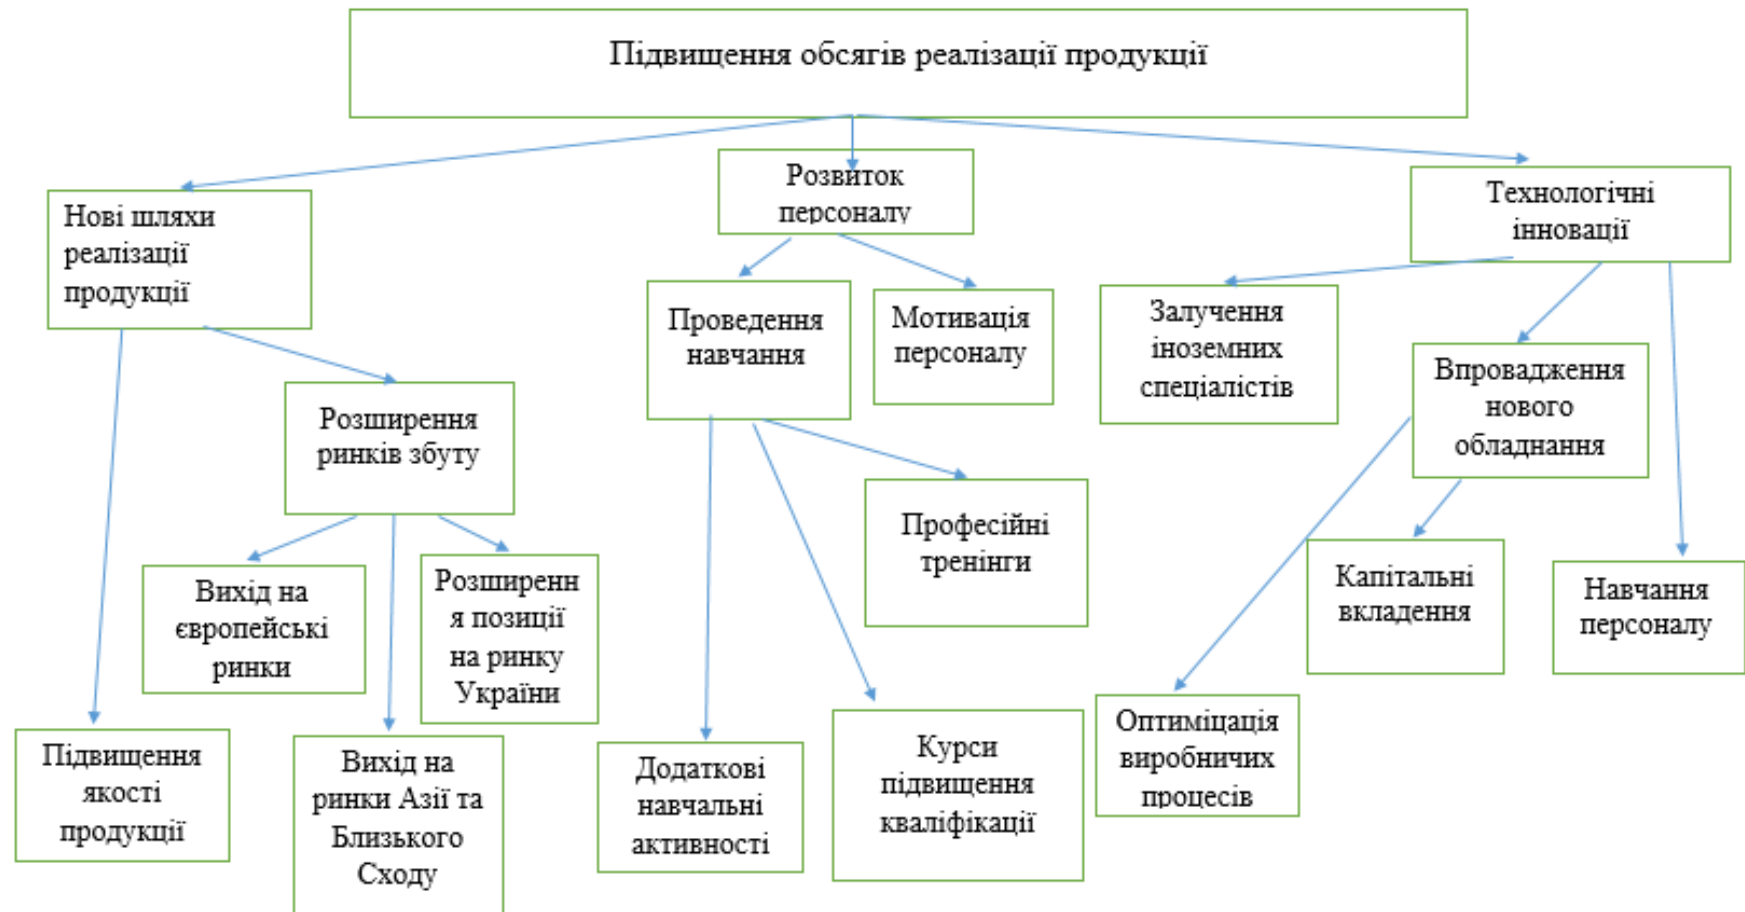 Підвищення обсягів реалізації продукції
Нові шляхи
реалізації
продукції
Розвиток
персоналу
Технологічні
інновації
Розширення
ринків збуту
Проведення
навчання
Мотивація
персоналу
Залучення
іноземних
спеціалістів
Впровадження
нового
обладнання
Вихід на
європейські
ринки
Розширенн
я позиції
на ринку
України
Професійні
тренінги
Капітальні
вкладення
Навчання
персоналу
Підвищення
якості
продукції
Вихід на
ринки Азії та
Близького
Сходу
Додаткові
навчальні
активності
Курси
підвищення
кваліфікації
Оптиміцація
виробничих
процесів